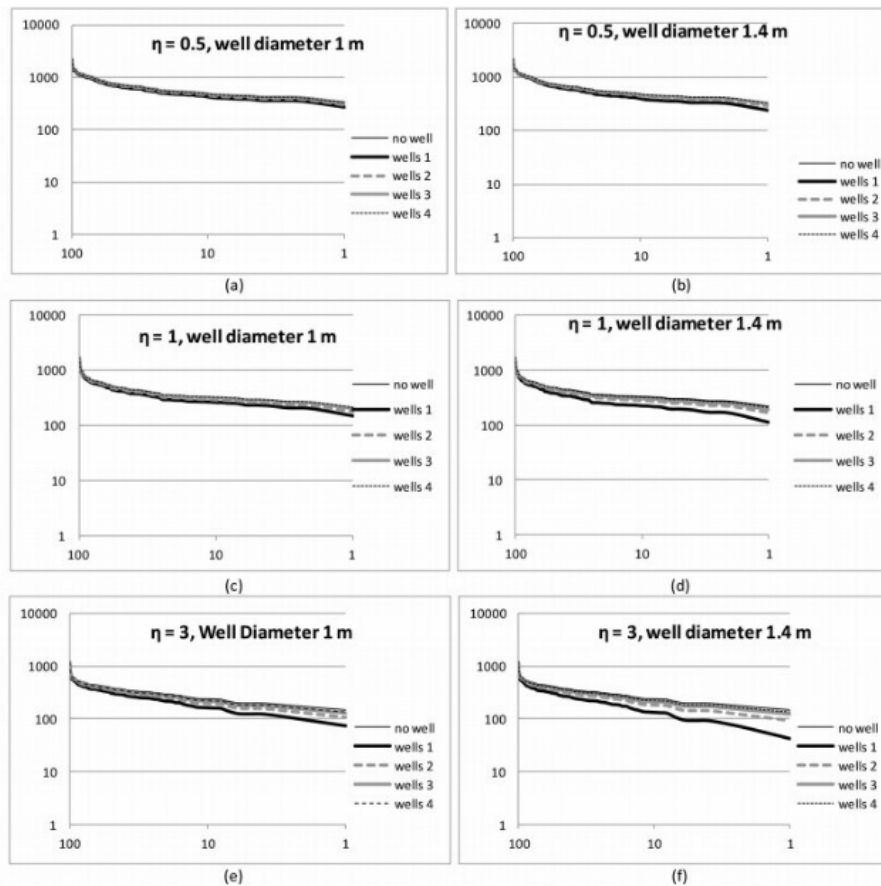 η = 0.5, well diameter 1 m
10000
1000
100
10
1
100
10
1
no well
wells 1
wells 2
wells 3
wells 4
(a)
η = 0.5, well diameter 1.4 m
10000
1000
100
10
1
100
10
1
no well
wells 1
wells 2
wells 3
wells 4
(b)
η = 1, well diameter 1 m
10000
1000
100
10
1
100
10
1
no well
wells 1
wells 2
wells 3
wells 4
(c)
η = 1, well diameter 1.4 m
10000
1000
100
10
1
100
10
1
no well
wells 1
wells 2
wells 3
wells 4
(d)
η = 3, Well Diameter 1 m
10000
1000
100
10
1
100
10
1
no well
wells 1
wells 2
wells 3
wells 4
(e)
η = 3, well diameter 1.4 m
10000
1000
100
10
1
100
10
1
no well
wells 1
wells 2
wells 3
wells 4
(f)